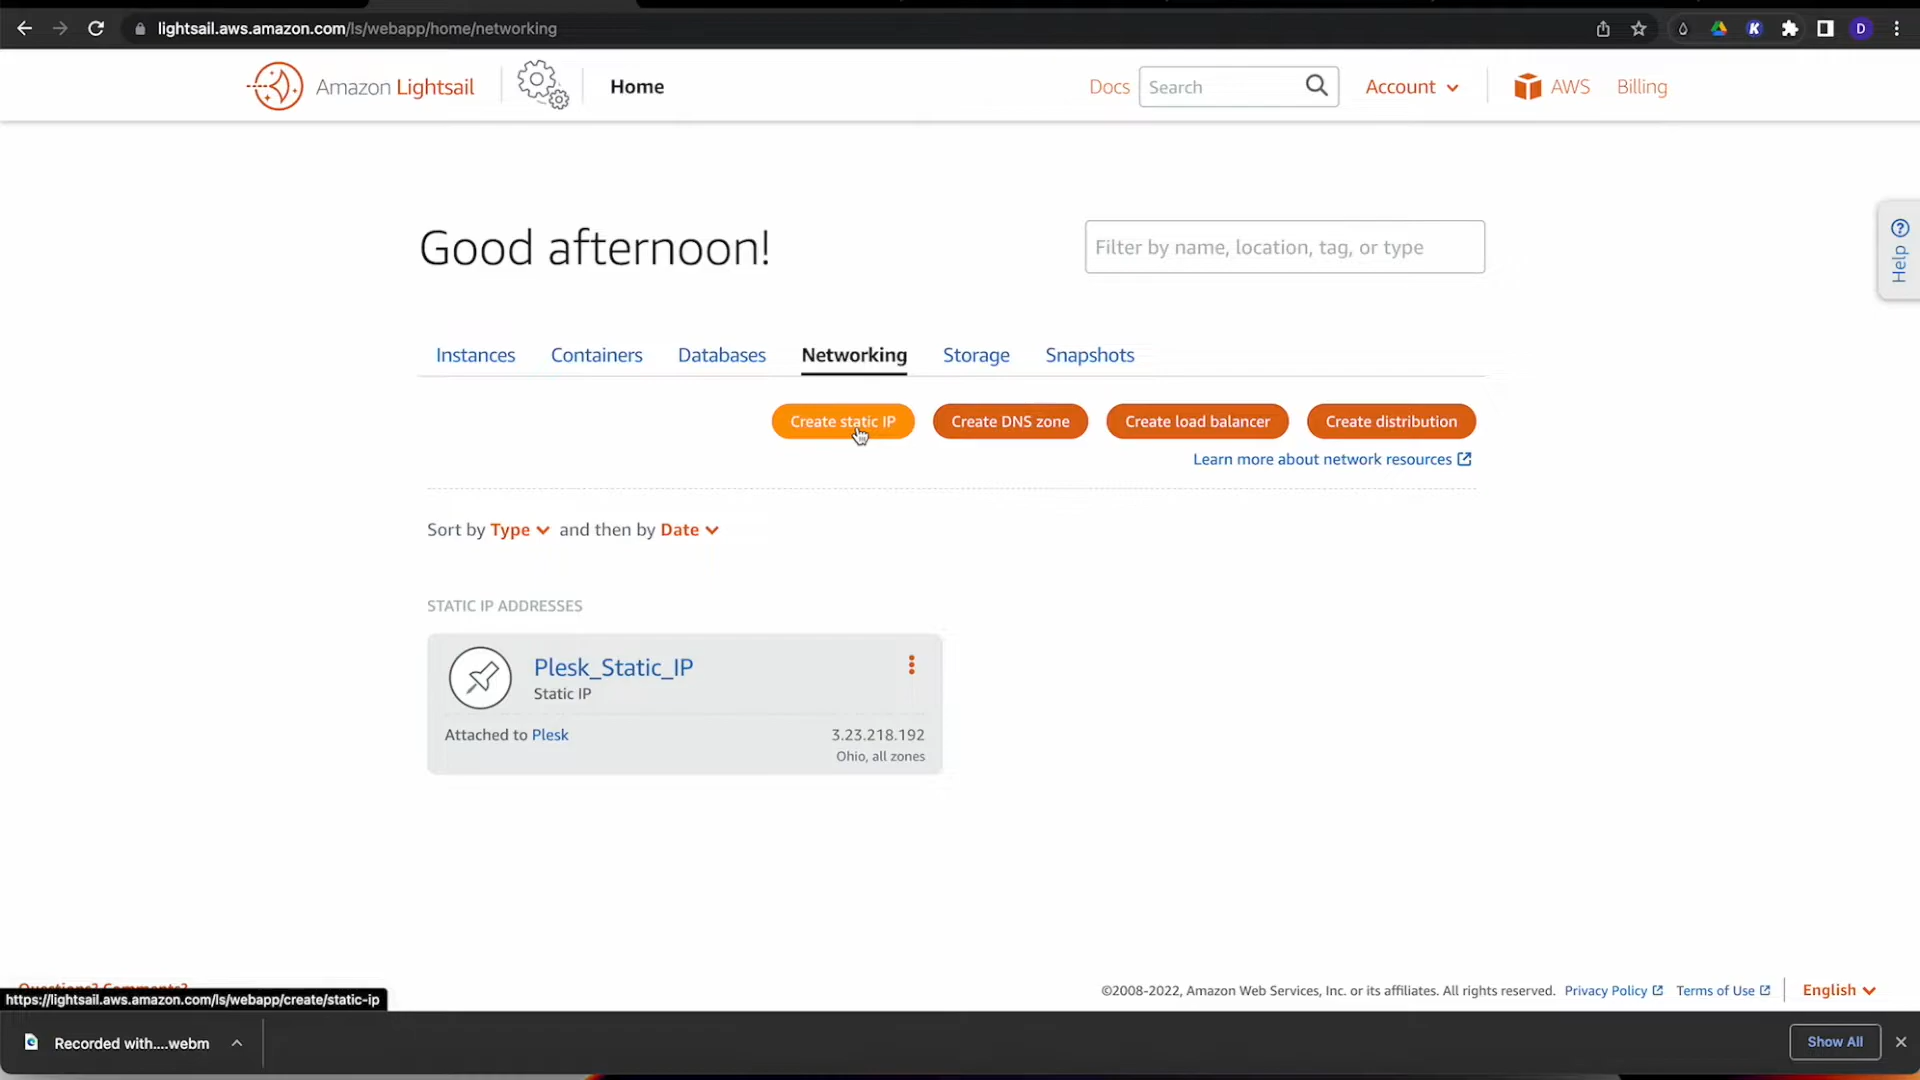 lightsail.aws.amazon.com/ls/webapp/home/networking
K
D
Amazon Lightsail
Home
Docs
Search
Account
AWS
Billing
Good afternoon!
Filter by name, location, tag, or type
Help
Instances
Containers
Databases
Networking
Storage
Snapshots
Create static IP
Create DNS zone
Create load balancer
Create distribution
Learn more about network resources
Sort by Type and then by Date
STATIC IP ADDRESSES
Plesk_Static_IP
Static IP
Attached to Plesk
3.23.218.192
Ohio, all zones
Questions? Comments?
https://lightsail.aws.amazon.com/ls/webapp/create/static-ip
©2008-2022, Amazon Web Services, Inc. or its affiliates. All rights reserved.
Privacy Policy
Terms of Use
English
Recorded with....webm
Show All